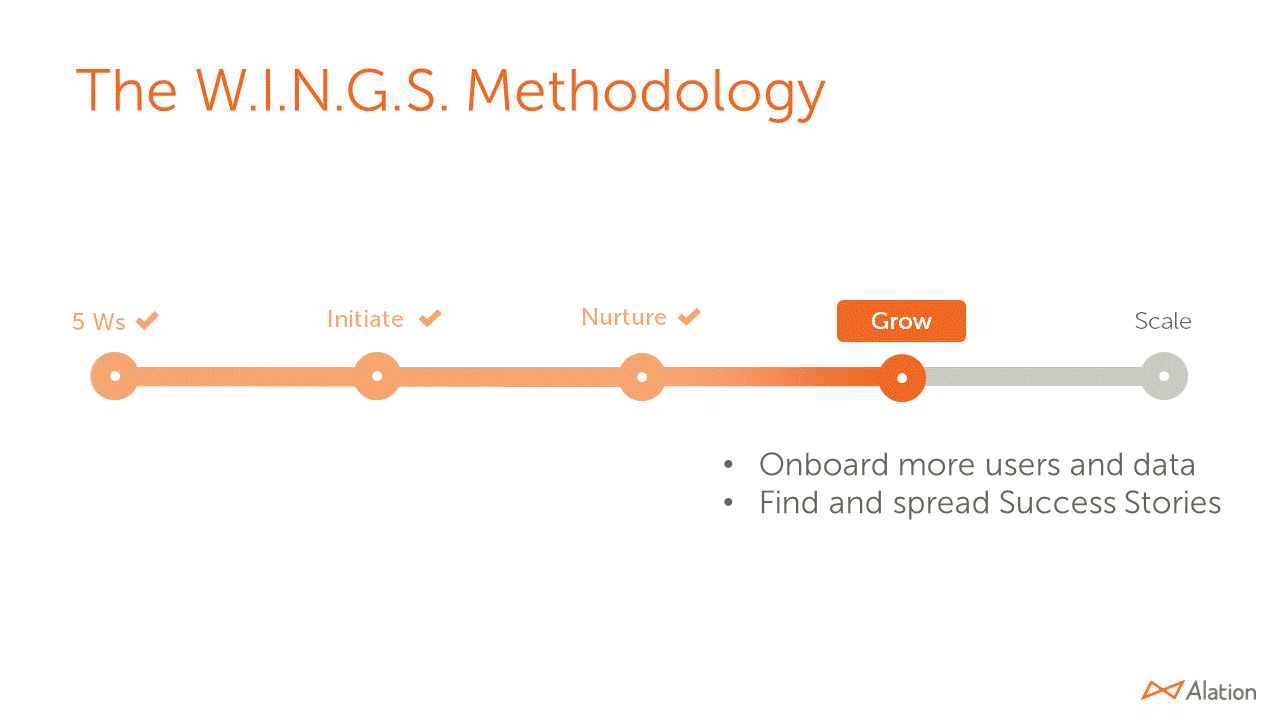 The W.I.N.G.S. Methodology
5 Ws
Initiate
Nurture
Grow
Scale
• Onboard more users and data
• Find and spread Success Stories
Alation